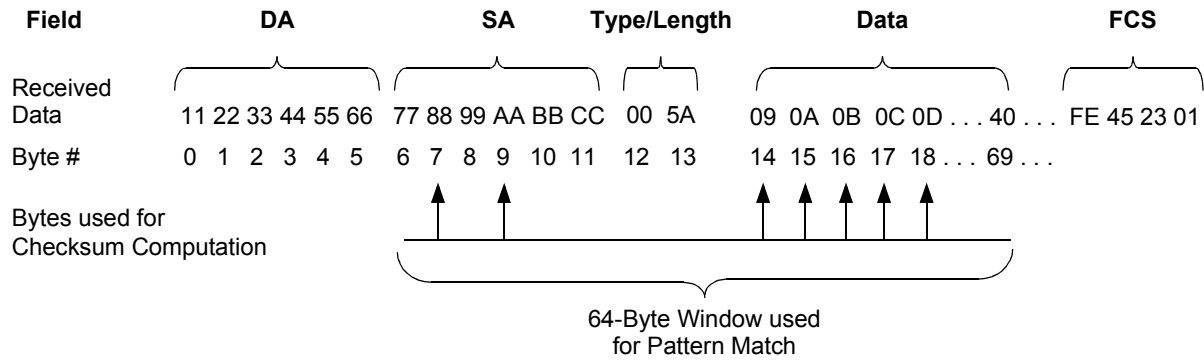 Field DA SA Type/Length Data FCS
Received
Data 11 22 33 44 55 66 77 88 99 AA BB CC 00 5A 09 0A 0B 0C 0D . . . 40 . . . FE 45 23 01
Byte # 0 1 2 3 4 5 6 7 8 9 10 11 12 13 14 15 16 17 18 . . . 69 . . .
Bytes used for
Checksum Computation
64-Byte Window used
for Pattern Match